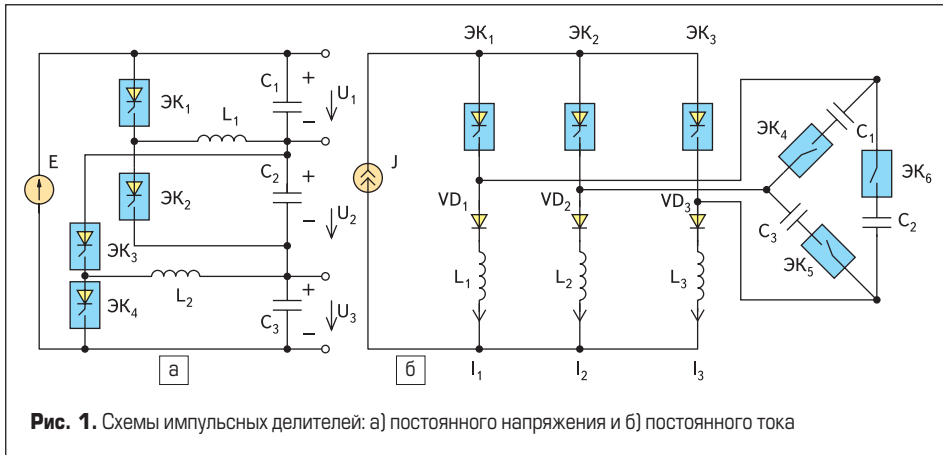 ЭК₁
ЭК₂
ЭК₃
ЭК₁
L₁
C₁
+
–
U₁
E
ЭК₂
C₂
+
–
U₂
ЭК₃
L₂
ЭК₄
C₃
+
–
U₃
а
J
VD₁
VD₂
VD₃
L₁
L₂
L₃
ЭК₄
C₁
ЭК₆
C₂
C₃
ЭК₅
б
I₁
I₂
I₃
Рис. 1. Схемы импульсных делителей: а) постоянного напряжения и б) постоянного тока